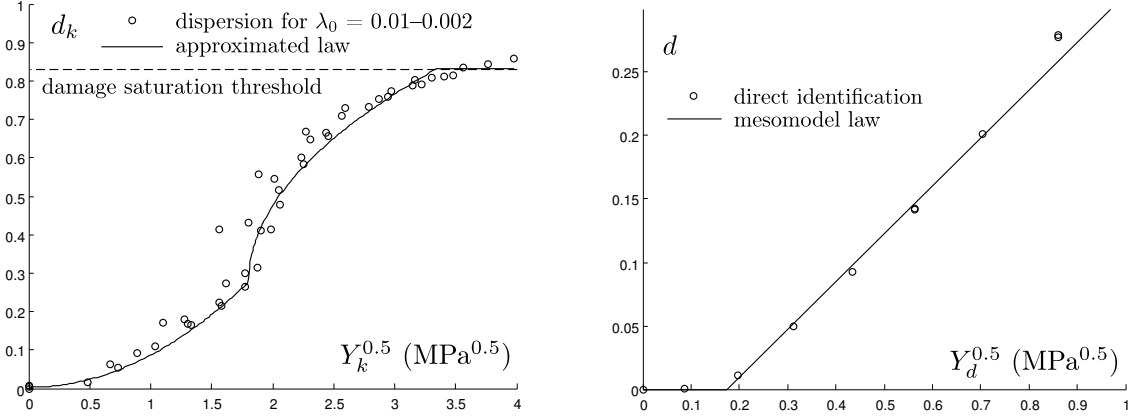 1
0.9
0.8
0.7
0.6
0.5
0.4
0.3
0.2
0.1
0
d_k
dispersion for λ_0 = 0.01–0.002
approximated law
damage saturation threshold
Y_k^0.5 (MPa^0.5)
0 0.5 1 1.5 2 2.5 3 3.5 4
d
0.25
0.2
0.15
0.1
0.05
0
direct identification
mesomodel law
Y_d^0.5 (MPa^0.5)
0 0.1 0.2 0.3 0.4 0.5 0.6 0.7 0.8 0.9 1